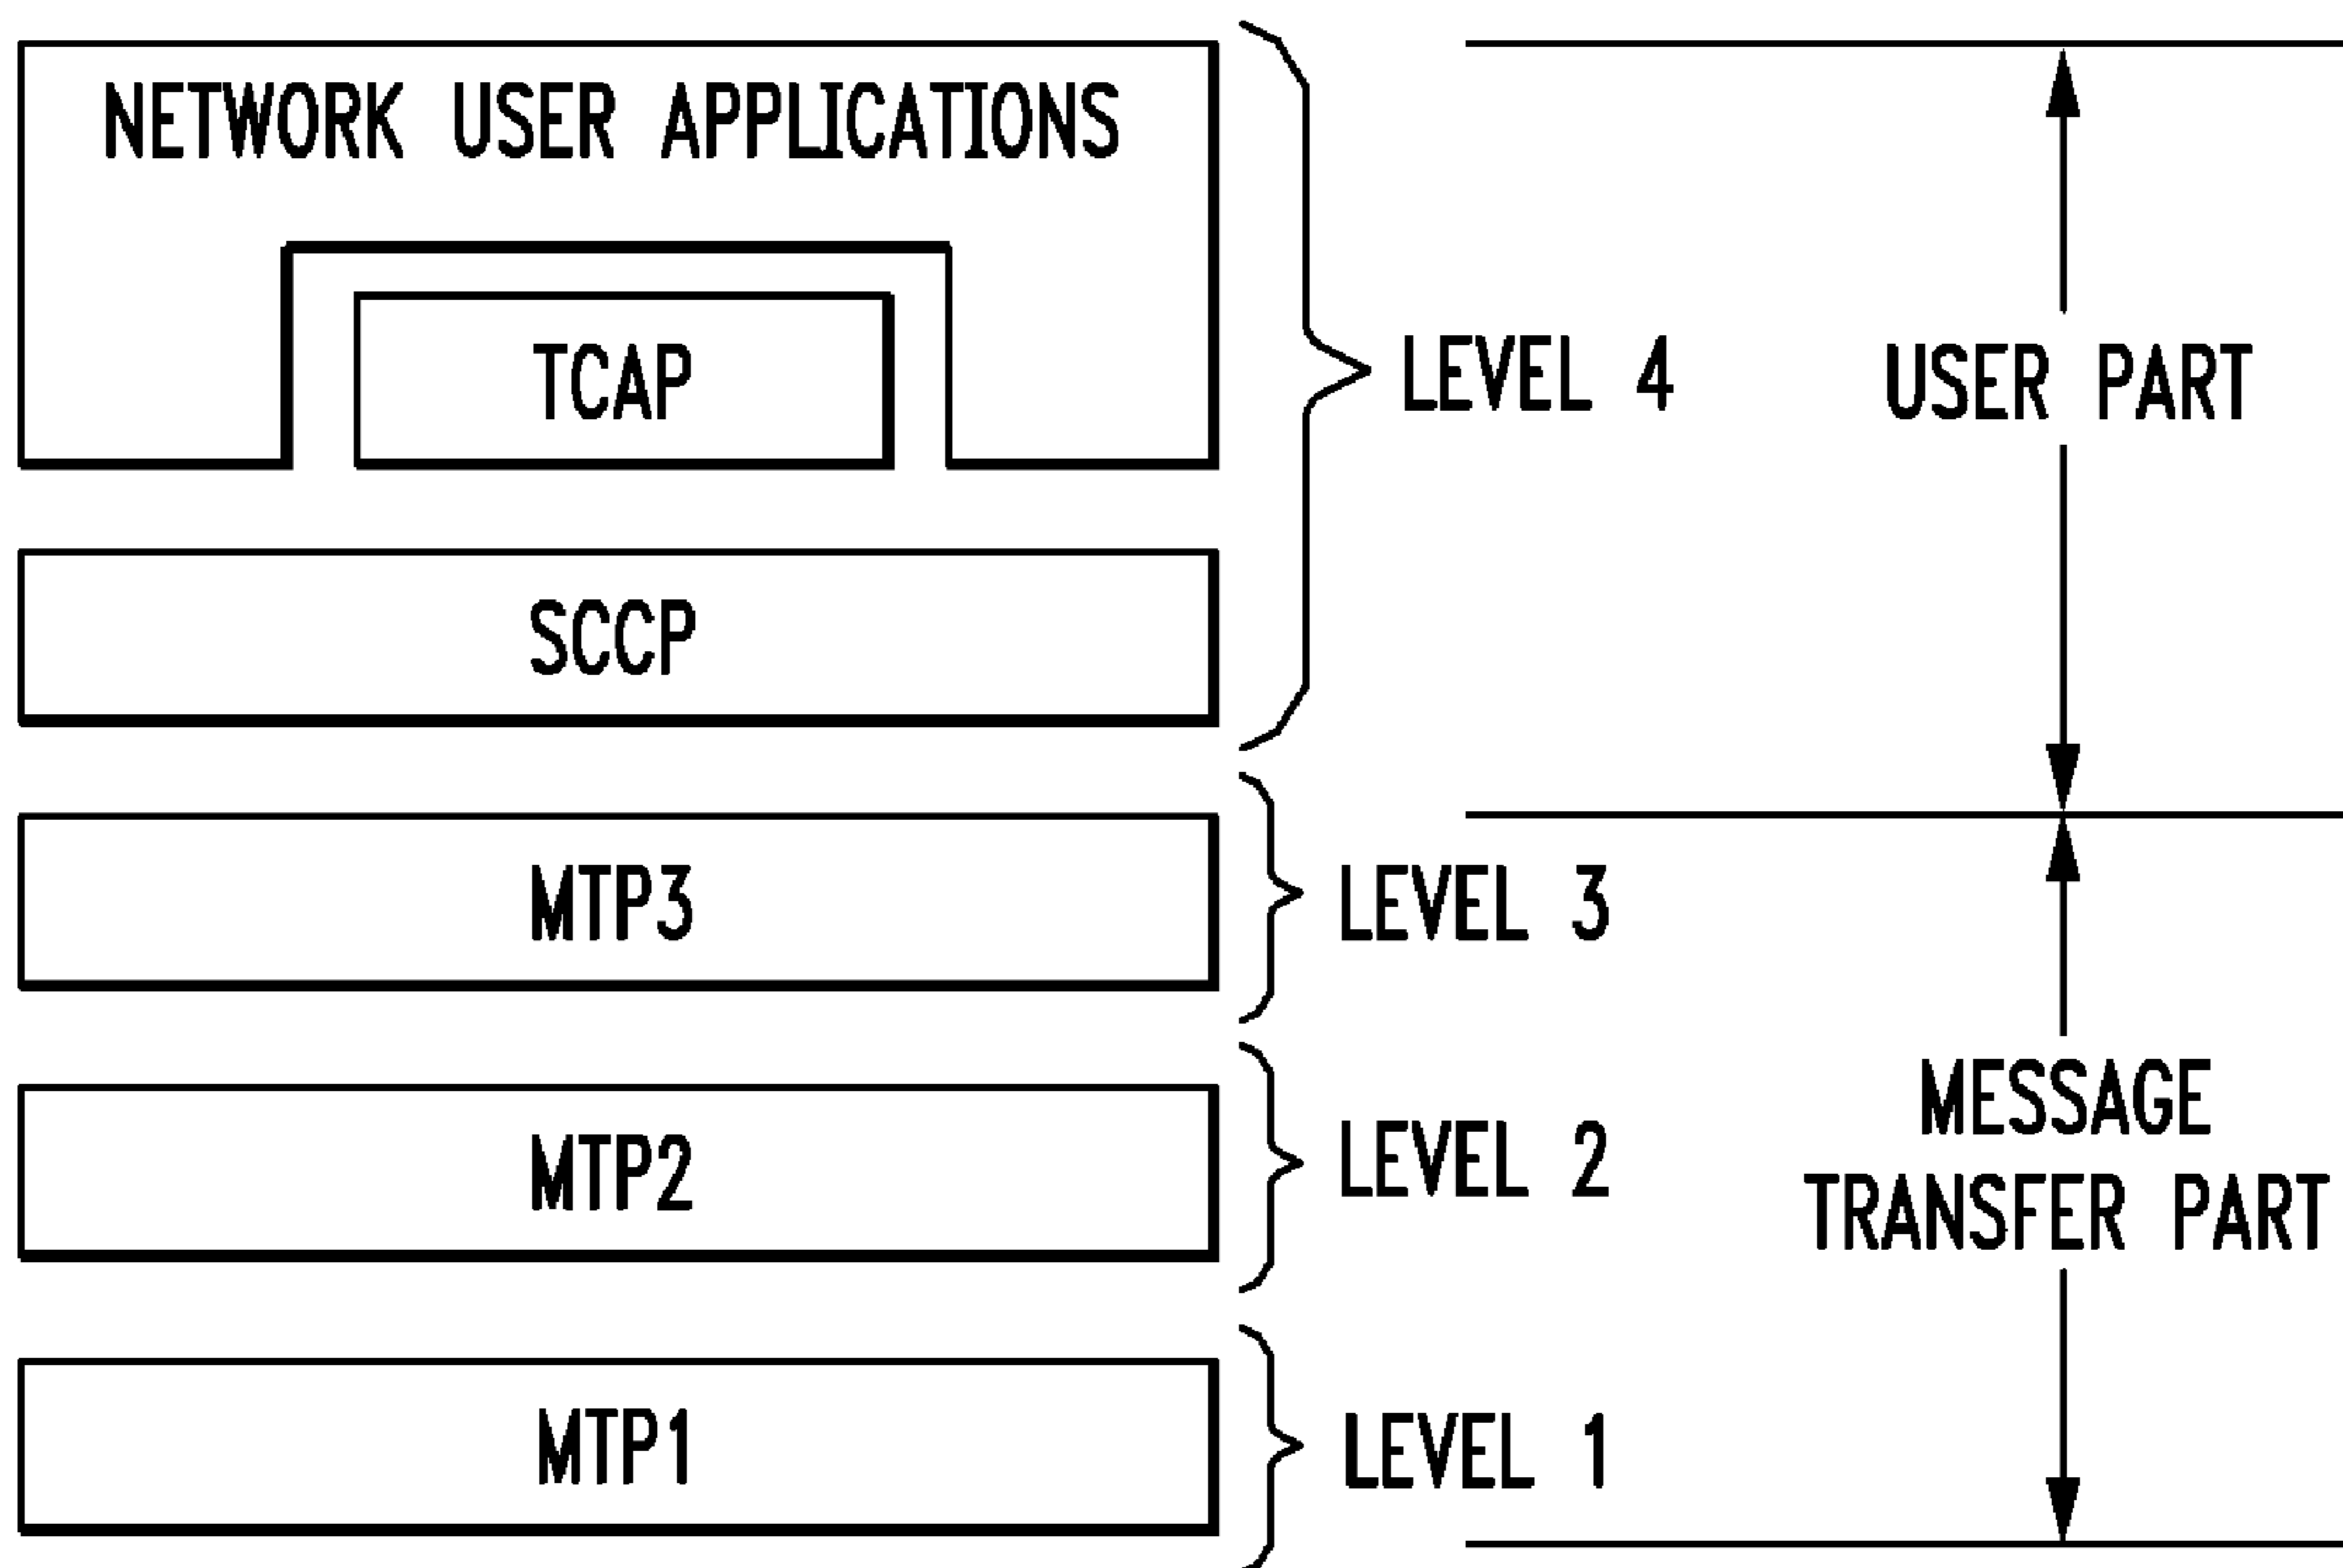 NETWORK USER APPLICATIONS
TCAP
LEVEL 4
USER PART
SCCP
MTP3
LEVEL 3
MESSAGE
TRANSFER PART
MTP2
LEVEL 2
MTP1
LEVEL 1